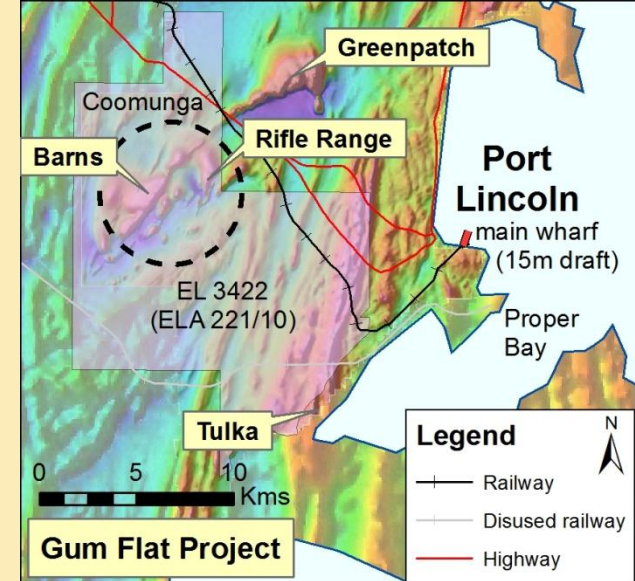 Greenpatch
Coomunga
Rifle Range
Barns
Port
Lincoln
main wharf
(15m draft)
EL 3422
(ELA 221/10)
Proper
Bay
Tulka
0 5 10
Kms
Gum Flat Project
Legend
N
Railway
Disused railway
Highway